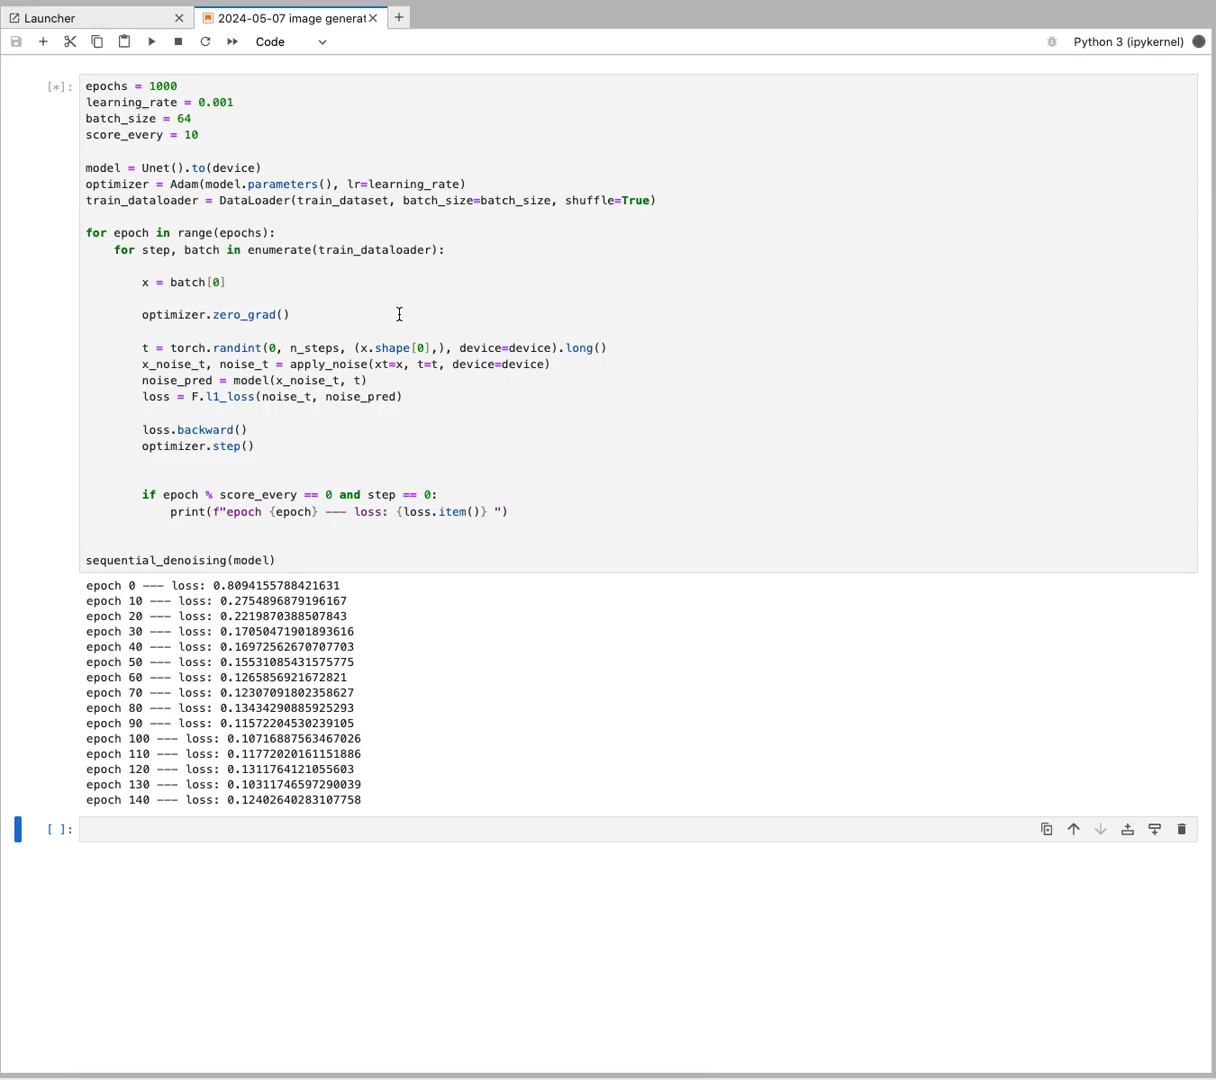 Launcher
2024-05-07 image generat
Code
Python 3 (ipykernel)
[*]:
epochs = 1000
learning_rate = 0.001
batch_size = 64
score_every = 10
model = Unet().to(device)
optimizer = Adam(model.parameters(), lr=learning_rate)
train_dataloader = DataLoader(train_dataset, batch_size=batch_size, shuffle=True)
for epoch in range(epochs):
    for step, batch in enumerate(train_dataloader):
        x = batch[0]
        optimizer.zero_grad()
        t = torch.randint(0, n_steps, (x.shape[0],), device=device).long()
        x_noise_t, noise_t = apply_noise(xt=x, t=t, device=device)
        noise_pred = model(x_noise_t, t)
        loss = F.l1_loss(noise_t, noise_pred)
        loss.backward()
        optimizer.step()
        if epoch % score_every == 0 and step == 0:
            print(f"epoch {epoch} --- loss: {loss.item()} ")
sequential_denoising(model)
epoch 0 --- loss: 0.8094155788421631
epoch 10 --- loss: 0.2754896879196167
epoch 20 --- loss: 0.2219870388507843
epoch 30 --- loss: 0.17050471901893616
epoch 40 --- loss: 0.16972562670707703
epoch 50 --- loss: 0.15531085431575775
epoch 60 --- loss: 0.1265856921672821
epoch 70 --- loss: 0.12307091802358627
epoch 80 --- loss: 0.13434290885925293
epoch 90 --- loss: 0.11572204530239105
epoch 100 --- loss: 0.10716887563467026
epoch 110 --- loss: 0.11772020161151886
epoch 120 --- loss: 0.1311764121055603
epoch 130 --- loss: 0.10311746597290039
epoch 140 --- loss: 0.12402640283107758
[ ]: